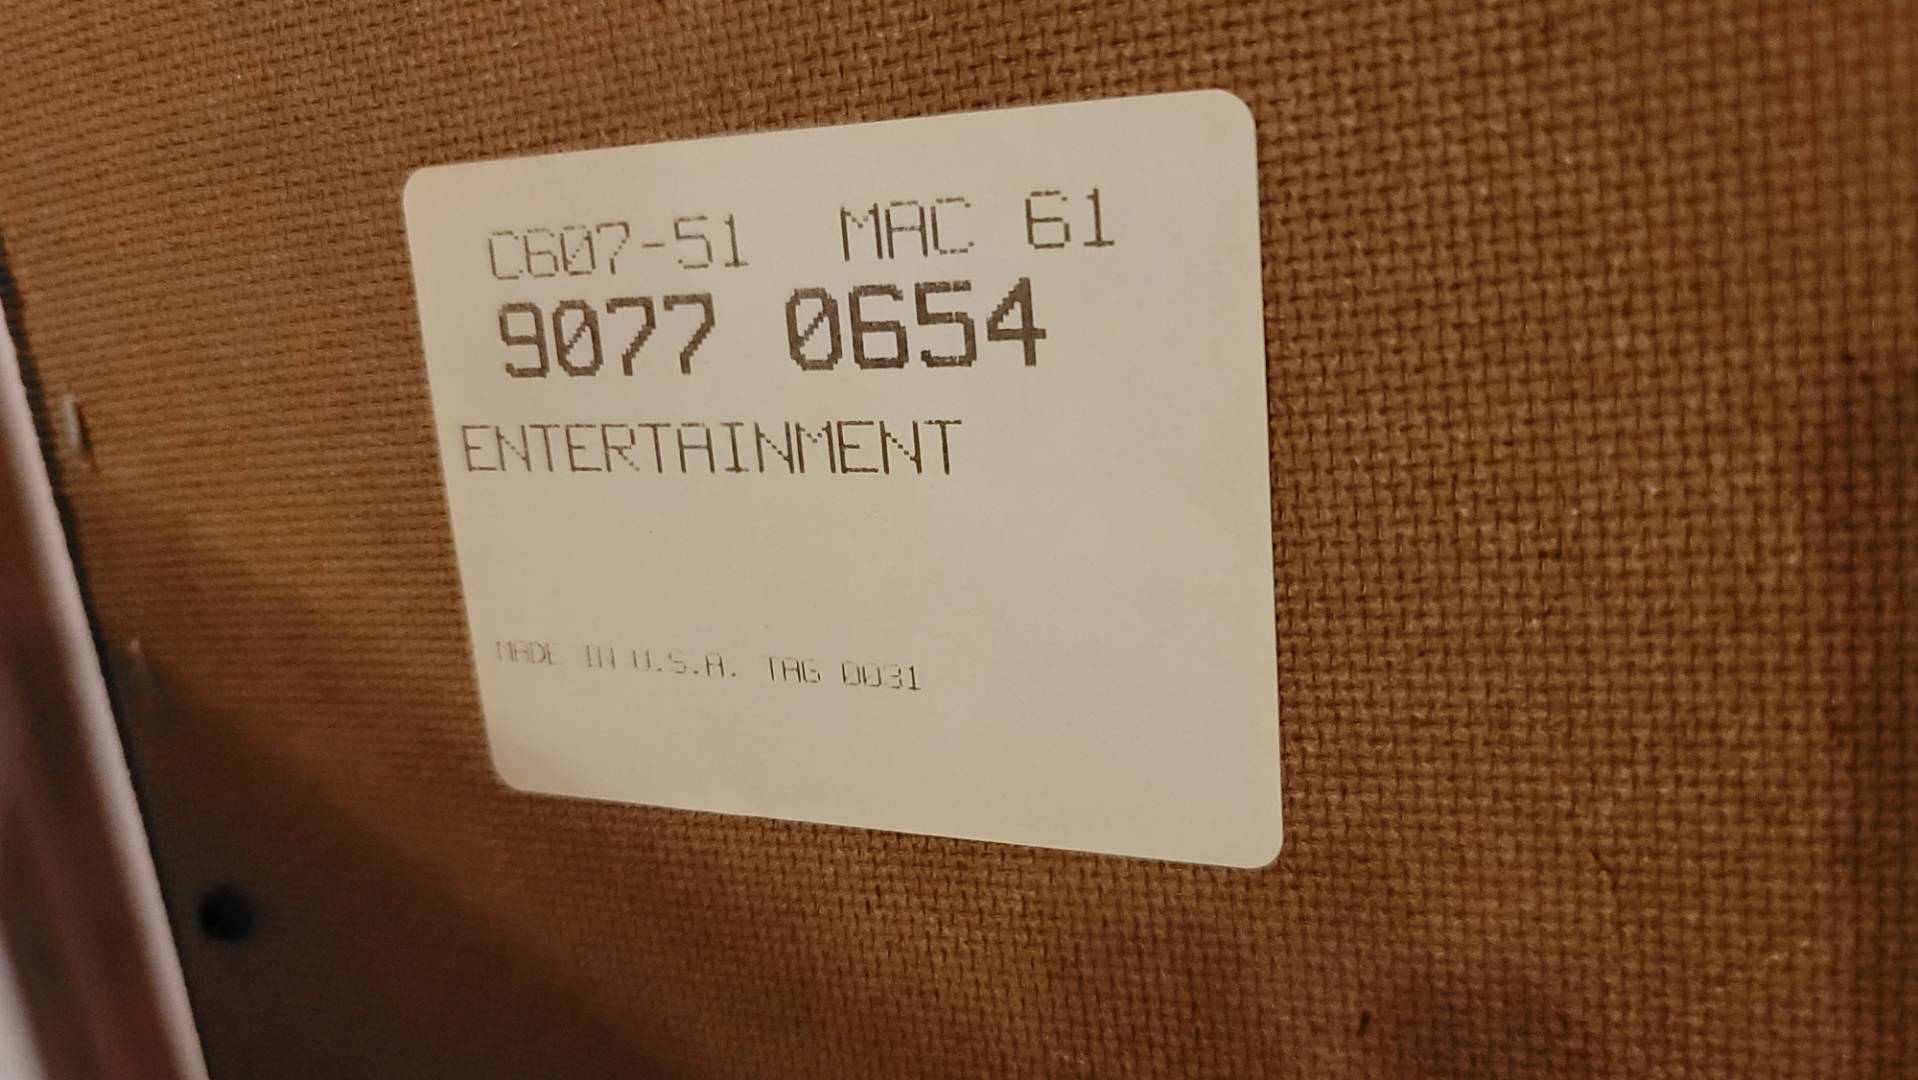 C607-51 MAC 61
9077 0654
ENTERTAINMENT
MADE IN U.S.A. TAG 0031